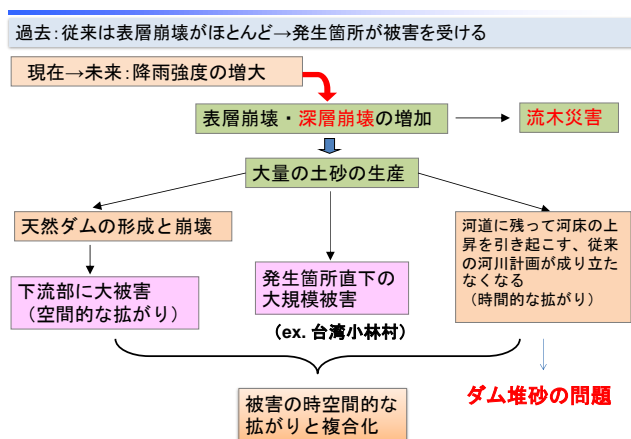 過去：従来は表層崩壊がほとんど→発生箇所が被害を受ける
現在→未来：降雨強度の増大
表層崩壊・深層崩壊の増加
流木災害
大量の土砂の生産
天然ダムの形成と崩壊
下流部に大被害
（空間的な拡がり）
発生箇所直下の
大規模被害
（ex. 台湾小林村）
河道に残って河床の上
昇を引き起こす、従来
の河川計画が成り立た
なくなる
（時間的な拡がり）
ダム堆砂の問題
被害の時空間的な
拡がりと複合化